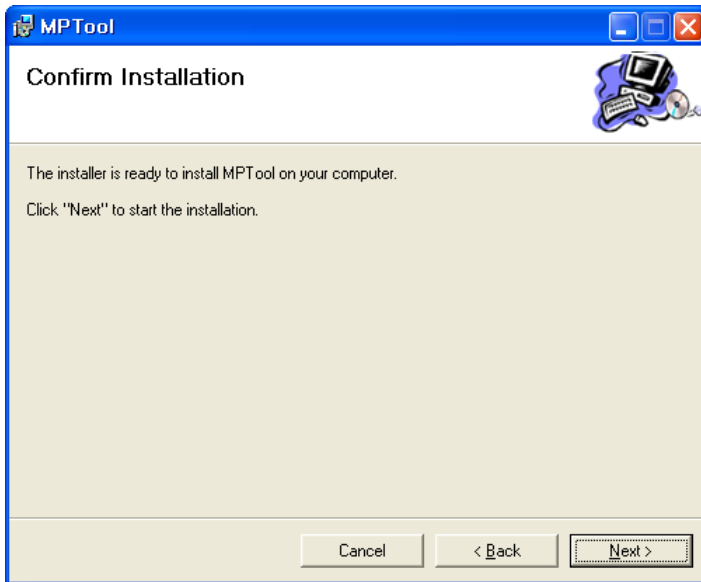 MPTool
Confirm Installation
The installer is ready to install MPTool on your computer.
Click "Next" to start the installation.
Cancel
< Back
Next >